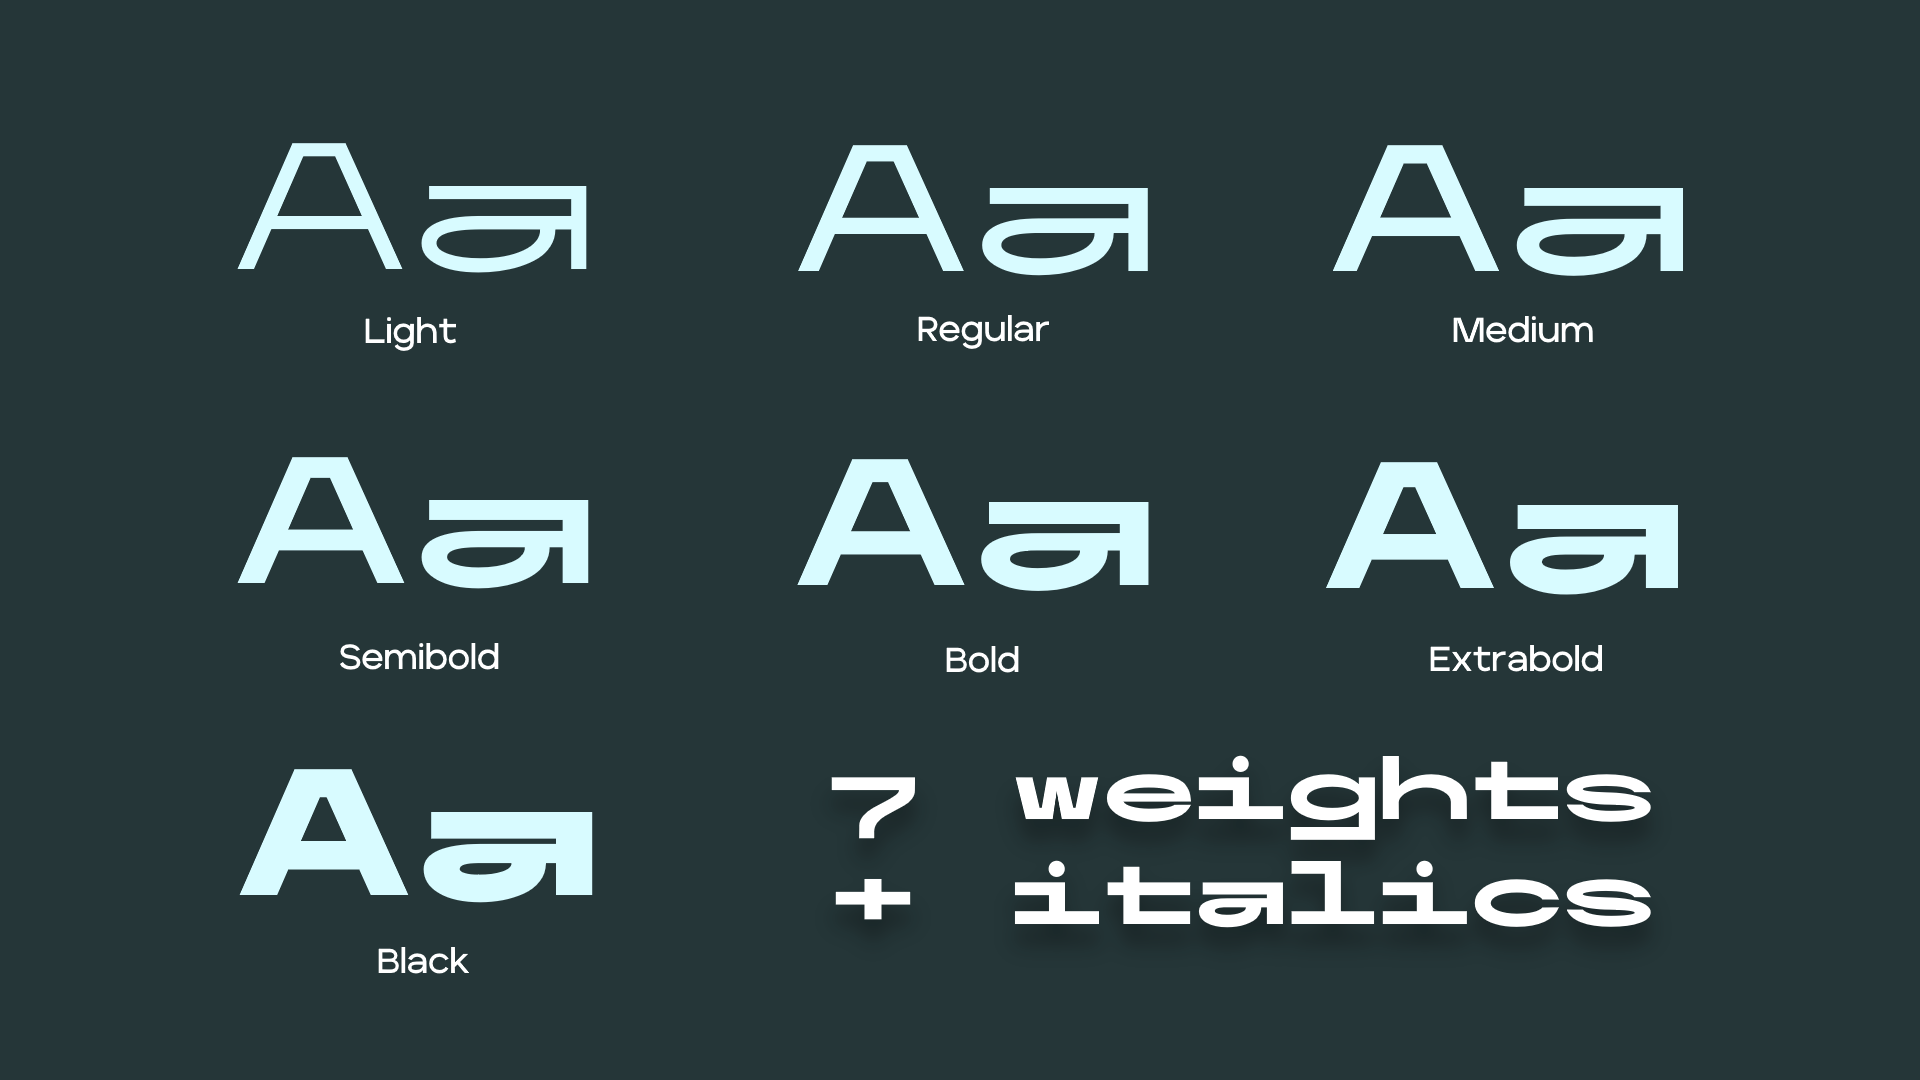 Aa Aa Aa
Light Regular Medium
Aa Aa Aa
Semibold Bold Extrabold
Aa
Black
7 weights
+ italics